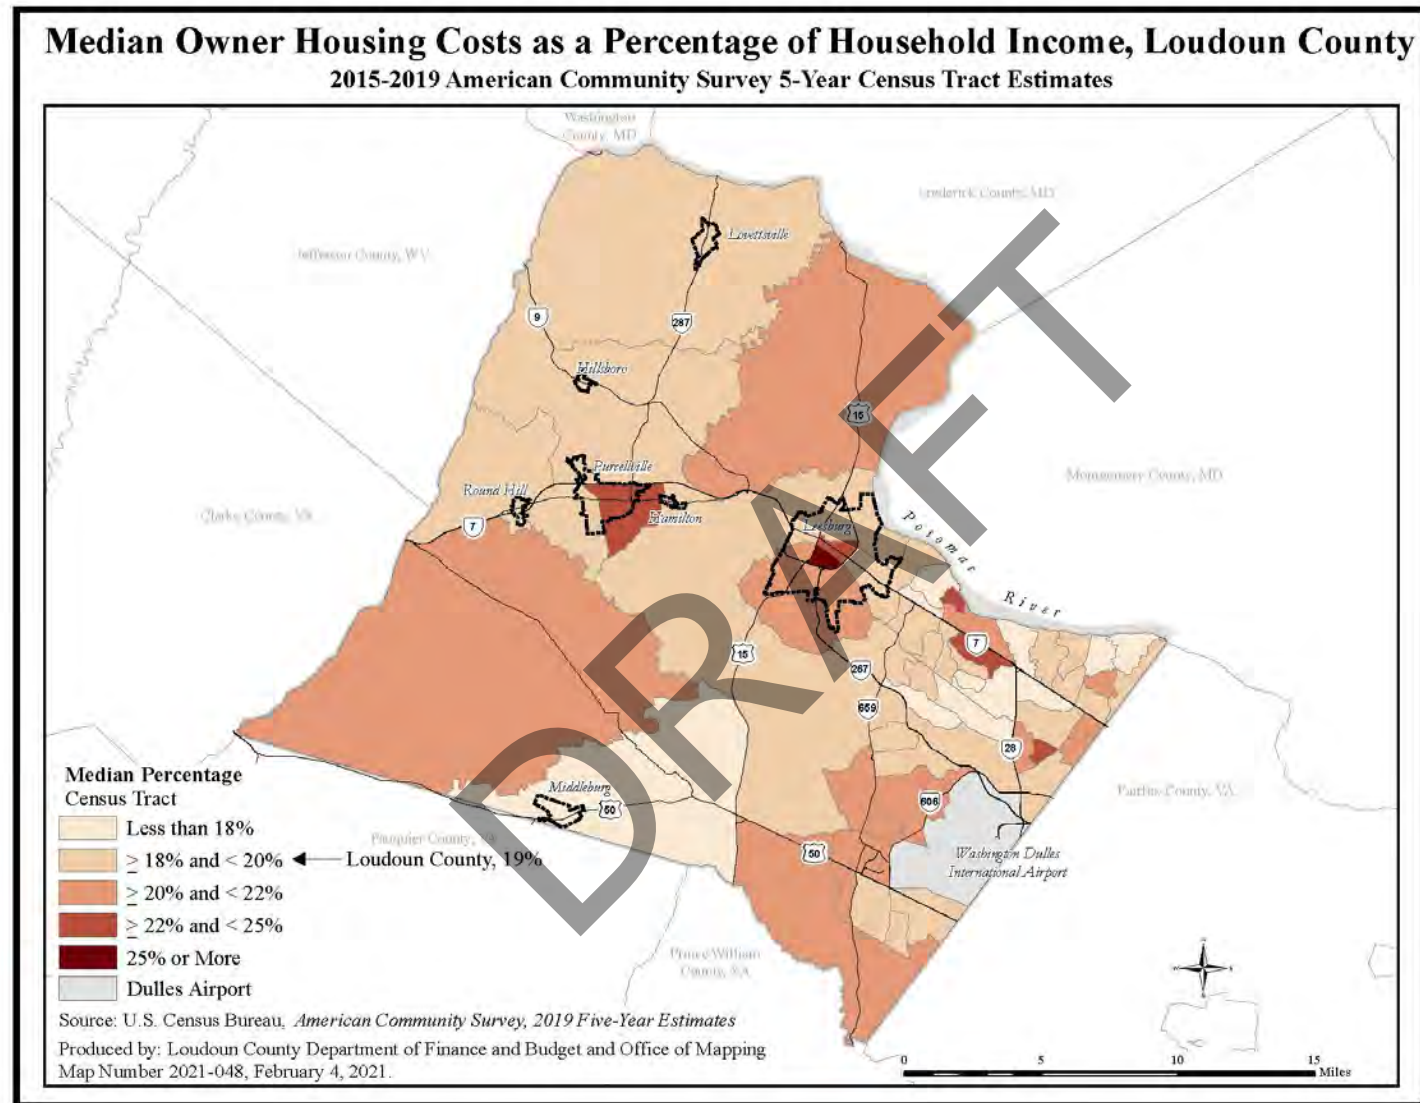 Median Owner Housing Costs as a Percentage of Household Income, Loudoun County
2015-2019 American Community Survey 5-Year Census Tract Estimates
Washington
County, MD
Frederick County, MD
Jefferson County, WV
Lovettsville
9
287
Hillsboro
15
Montgomery County, MD
Purcellville
Round Hill
Hamilton
Clarke County, VA
7
Leesburg
Potomac River
7
15
267
659
28
Middleburg
50
606
Fairfax County, VA
Fauquier County, VA
50
Washington Dulles
International Airport
Prince William
County, VA
DRAFT
Median Percentage
Census Tract
Less than 18%
≥ 18% and < 20%
Loudoun County, 19%
≥ 20% and < 22%
≥ 22% and < 25%
25% or More
Dulles Airport
Source: U.S. Census Bureau, American Community Survey, 2019 Five-Year Estimates
Produced by: Loudoun County Department of Finance and Budget and Office of Mapping
Map Number 2021-048, February 4, 2021.
0 5 10 15
Miles